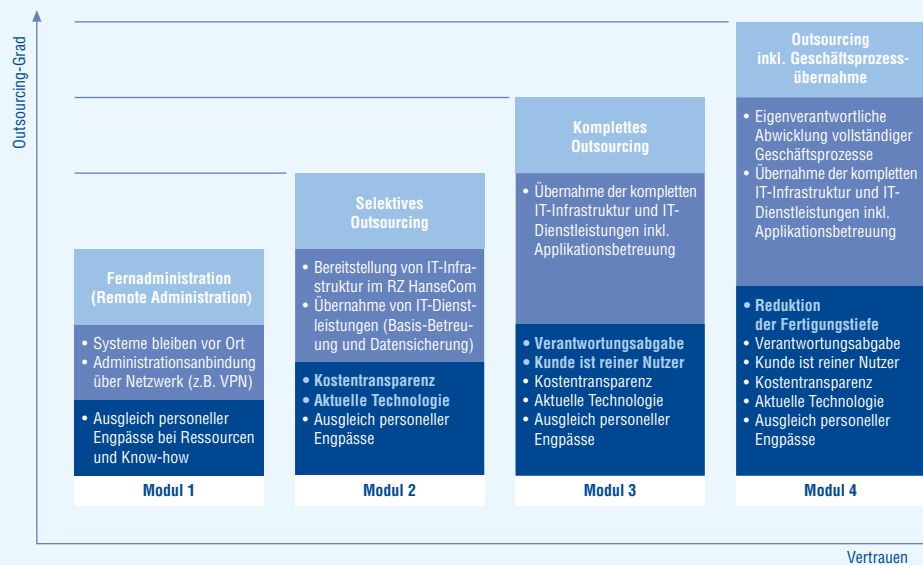 Outsourcing-Grad
Fernadministration
(Remote Administration)
• Systeme bleiben vor Ort
• Administrationsanbindung
über Netzwerk (z.B. VPN)
• Ausgleich personeller
Engpässe bei Ressourcen
und Know-how
Modul 1
Selektives
Outsourcing
• Bereitstellung von IT-Infra-
struktur im RZ HanseCom
• Übernahme von IT-Dienst-
leistungen (Basis-Betreu-
ung und Datensicherung)
• Kostentransparenz
• Aktuelle Technologie
• Ausgleich personeller
Engpässe
Modul 2
Komplettes
Outsourcing
• Übernahme der kompletten
IT-Infrastruktur und IT-
Dienstleistungen inkl.
Applikationsbetreuung
• Verantwortungsabgabe
• Kunde ist reiner Nutzer
• Kostentransparenz
• Aktuelle Technologie
• Ausgleich personeller
Engpässe
Modul 3
Outsourcing
inkl. Geschäftsprozess-
übernahme
• Eigenverantwortliche
Abwicklung vollständiger
Geschäftsprozesse
• Übernahme der kompletten
IT-Infrastruktur und IT-
Dienstleistungen inkl.
Applikationsbetreuung
• Reduktion
der Fertigungstiefe
• Verantwortungsabgabe
• Kunde ist reiner Nutzer
• Kostentransparenz
• Aktuelle Technologie
• Ausgleich personeller
Engpässe
Modul 4
Vertrauen